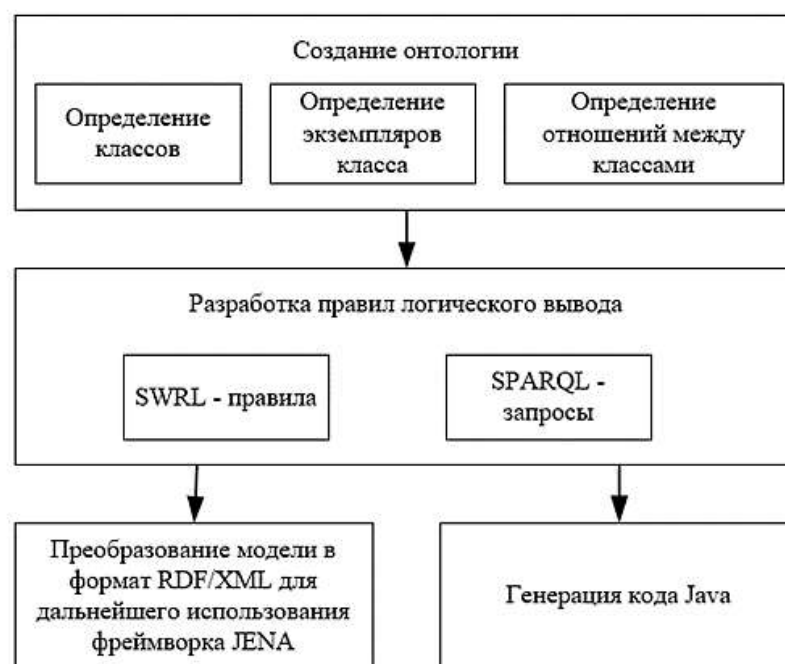 Создание онтологии
Определение
классов
Определение
экземпляров
класса
Определение
отношений между
классами
Разработка правил логического вывода
SWRL - правила
SPARQL -
запросы
Преобразование модели в
формат RDF/XML для
дальнейшего использования
фреймворка JENA
Генерация кода Java